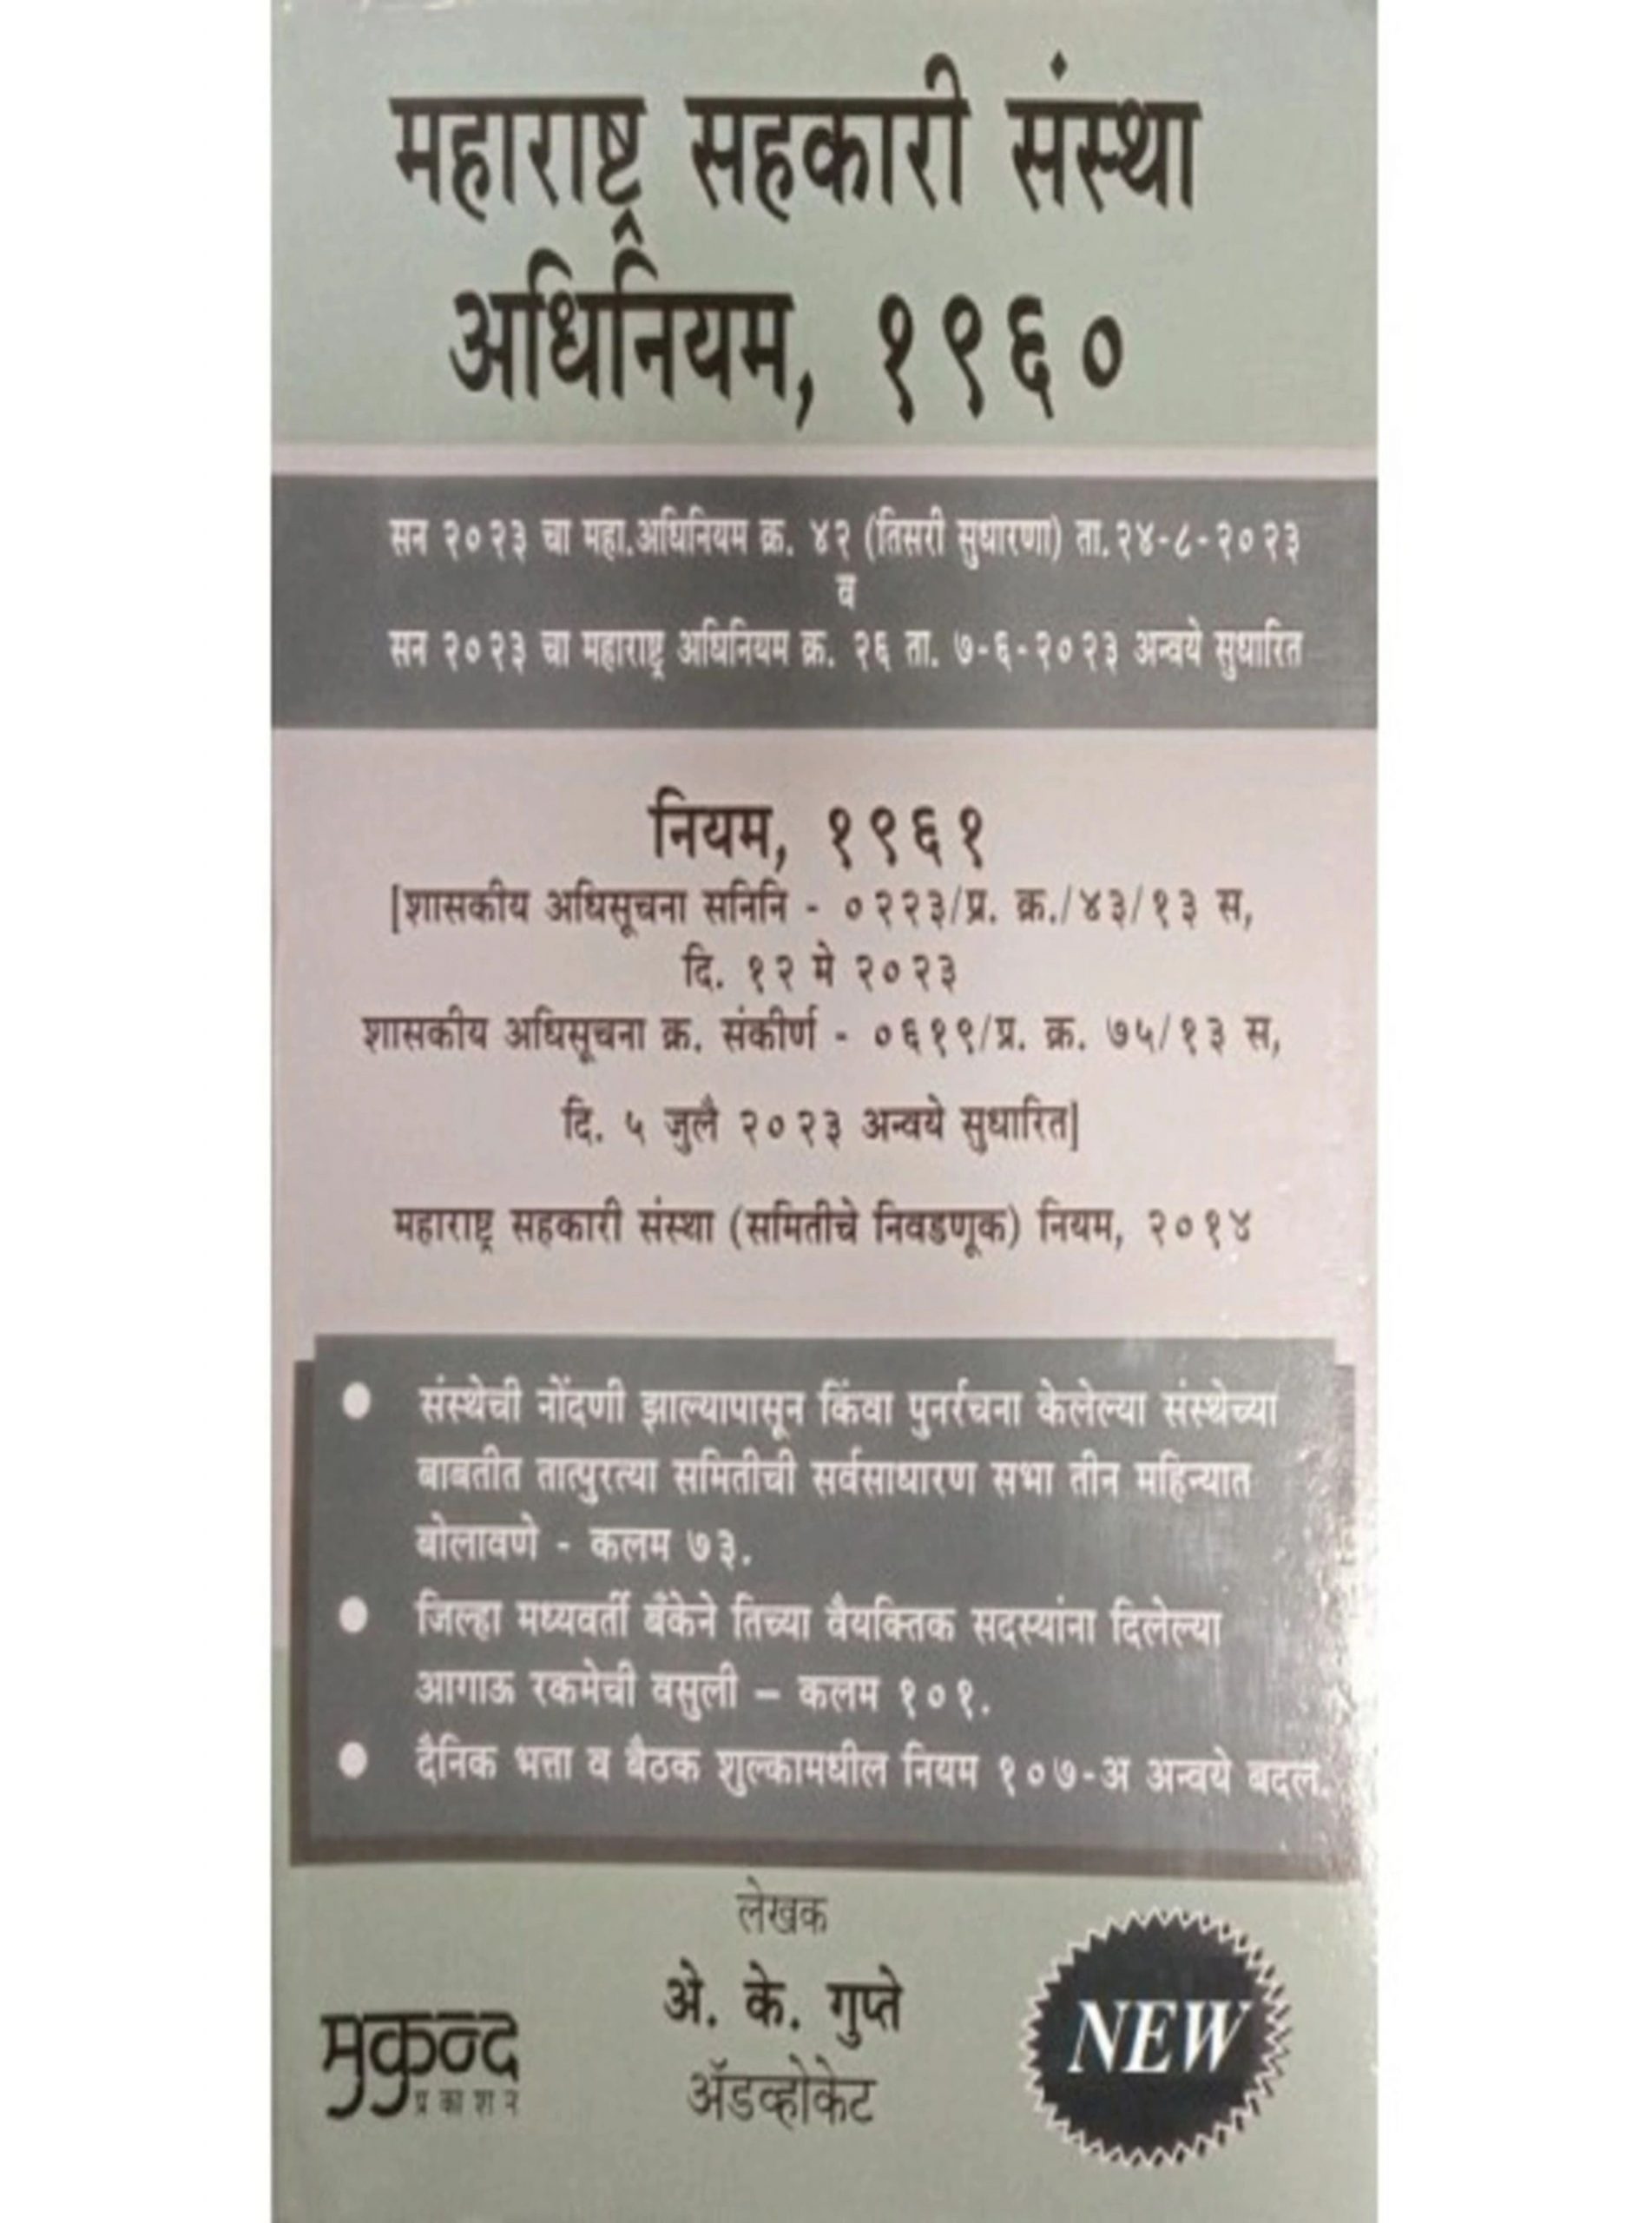 महाराष्ट्र सहकारी संस्था
अधिनियम, १९६०
सन २०२३ चा महा.अधिनियम क्र. ४२ (तिसरी सुधारणा) ता.२४-८-२०२३
व
सन २०२३ चा महाराष्ट्र अधिनियम क्र. २६ ता. ७-६-२०२३ अन्वये सुधारित
नियम, १९६१
[शासकीय अधिसूचना सनिनि - ०२२३/प्र. क्र./४३/१३ स,
दि. १२ मे २०२३
शासकीय अधिसूचना क्र. संकीर्ण - ०६१९/प्र. क्र. ७५/१३ स,
दि. ५ जुलै २०२३ अन्वये सुधारित]
महाराष्ट्र सहकारी संस्था (समितीचे निवडणूक) नियम, २०१४
● संस्थेची नोंदणी झाल्यापासून किंवा पुनर्रचना केलेल्या संस्थेच्या
बाबतीत तात्पुरत्या समितीची सर्वसाधारण सभा तीन महिन्यात
बोलावणे - कलम ७३.
● जिल्हा मध्यवर्ती बँकेने तिच्या वैयक्तिक सदस्यांना दिलेल्या
आगाऊ रकमेची वसुली – कलम १०१.
● दैनिक भत्ता व बैठक शुल्कामधील नियम १०७-अ अन्वये बदल.
लेखक
अे. के. गुप्ते
ॲडव्होकेट
मुकुन्द
प्रकाशन
NEW